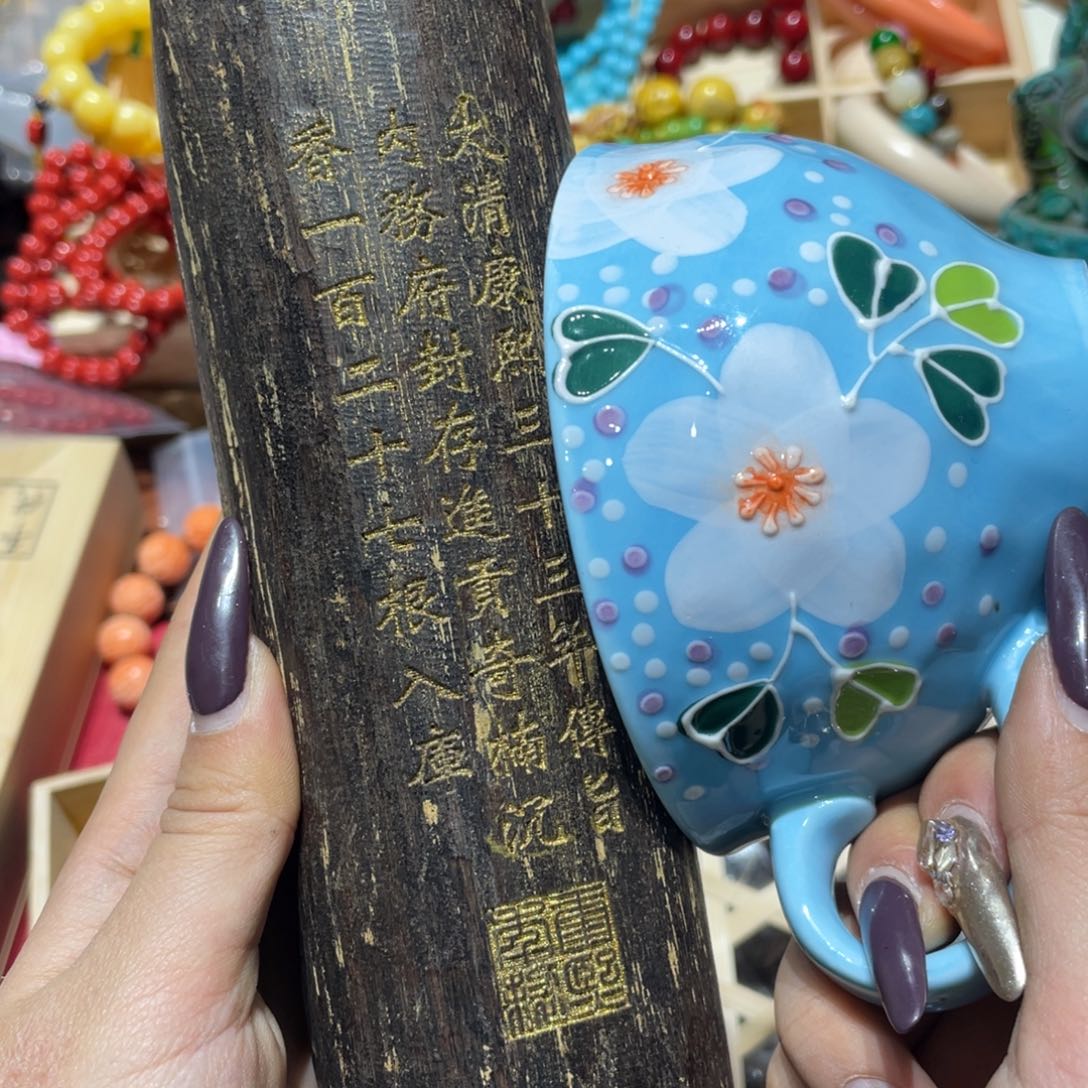 大清康熙三十三年傳旨
内務府封存進貢奇楠沉
香一百二十七根入庫